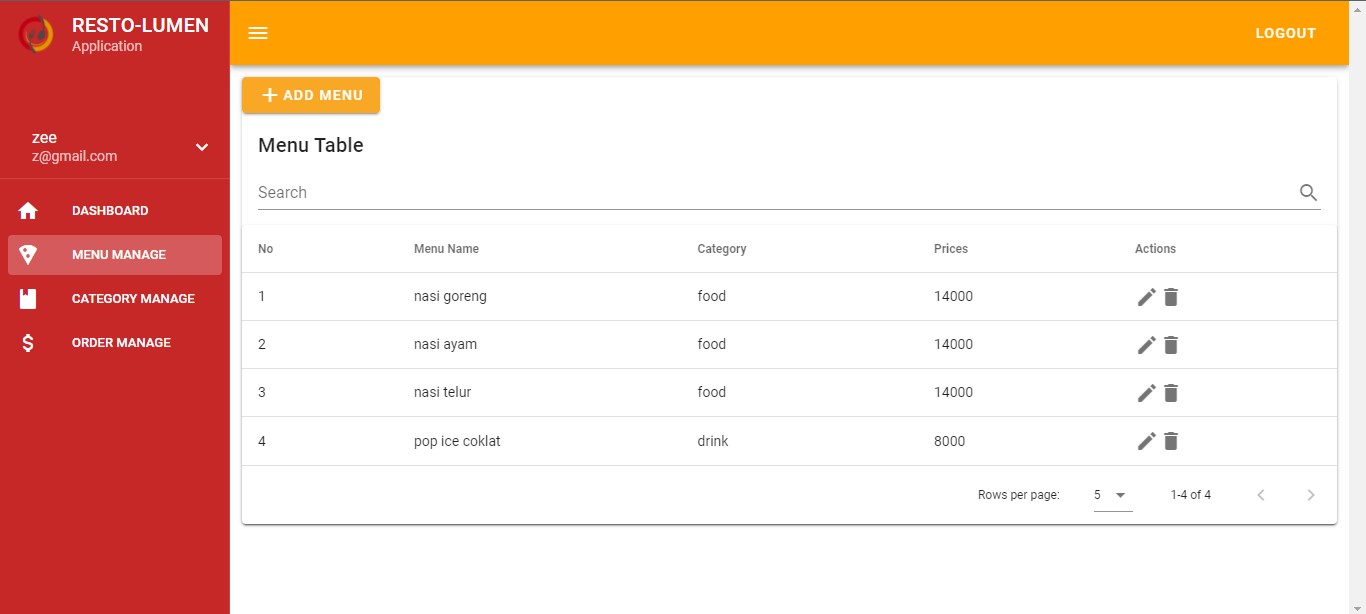 RESTO-LUMEN
Application
LOGOUT
ADD MENU
zee
z@gmail.com
DASHBOARD
MENU MANAGE
CATEGORY MANAGE
ORDER MANAGE
Menu Table
Search
No Menu Name Category Prices Actions
1 nasi goreng food 14000
2 nasi ayam food 14000
3 nasi telur food 14000
4 pop ice coklat drink 8000
Rows per page: 5 1-4 of 4